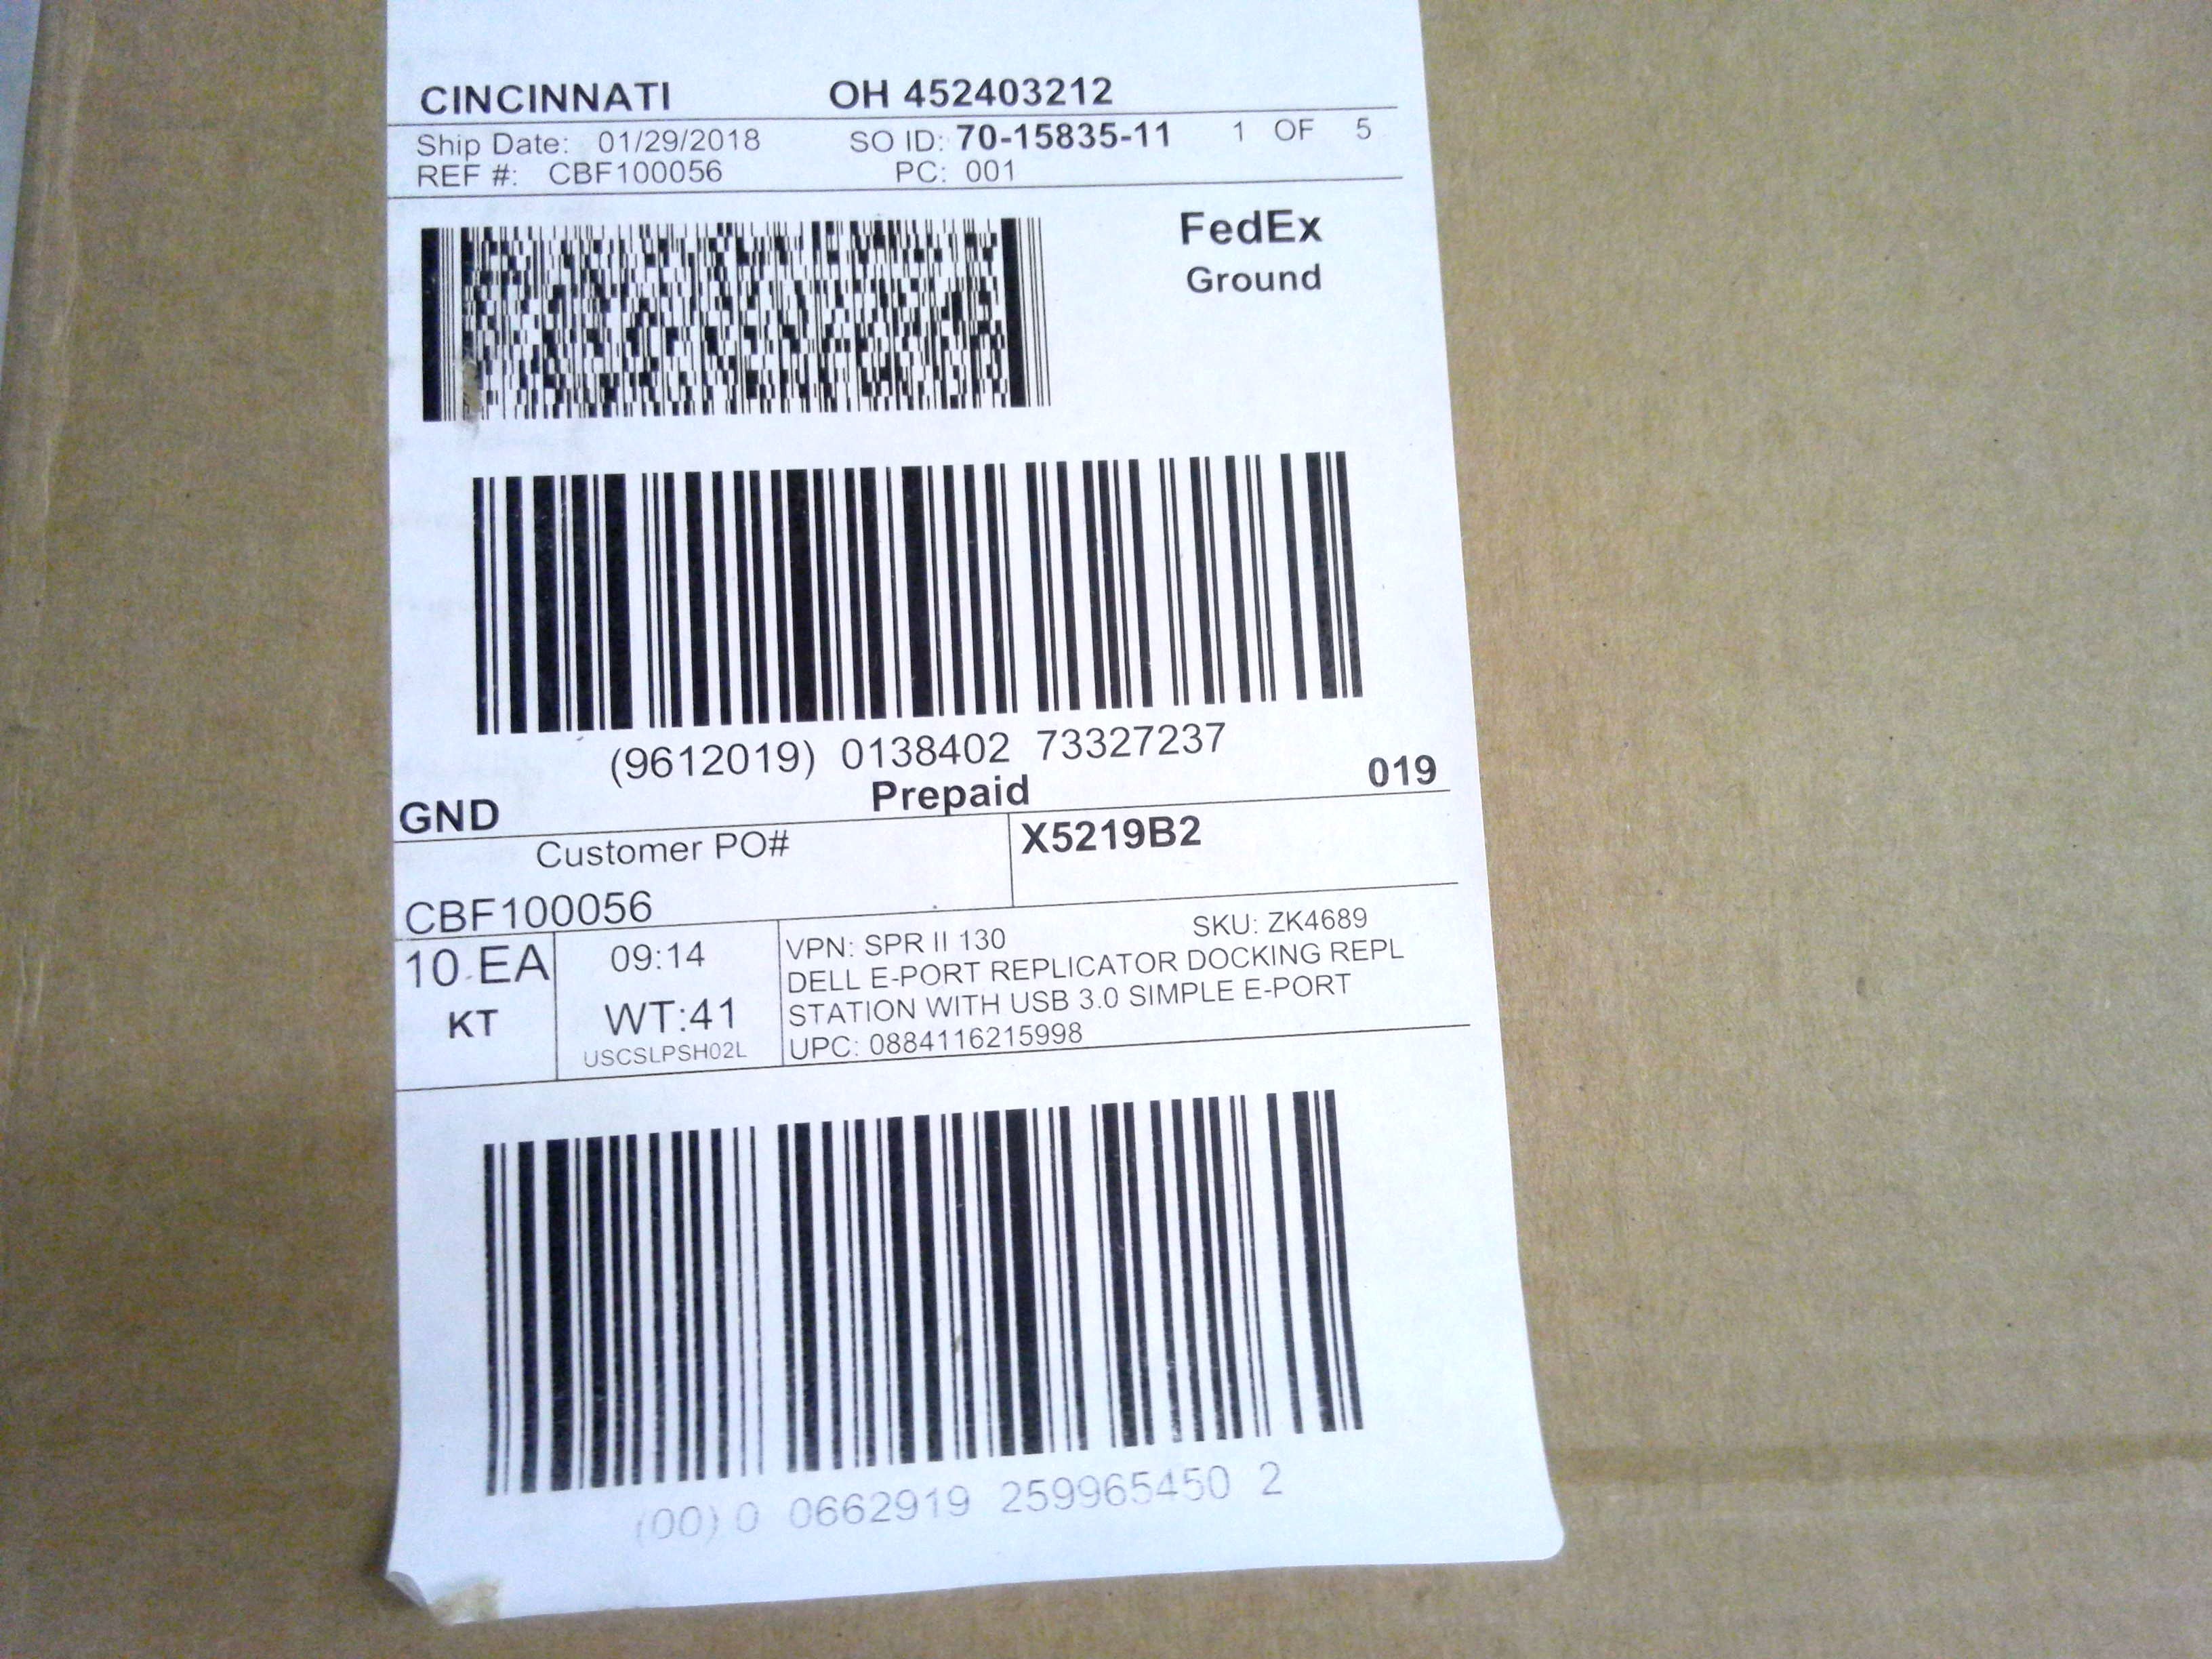 CINCINNATI OH 452403212
Ship Date: 01/29/2018 SO ID: 70-15835-11 1 OF 5
REF #: CBF100056 PC: 001
FedEx
Ground
(9612019) 0138402 73327237
GND Prepaid 019
Customer PO# X5219B2
CBF100056
10 EA 09:14 VPN: SPR II 130 SKU: ZK4689
DELL E-PORT REPLICATOR DOCKING REPL
KT WT:41 STATION WITH USB 3.0 SIMPLE E-PORT
USCSLPSH02L UPC: 0884116215998
(00) 0 0662919 259965450 2